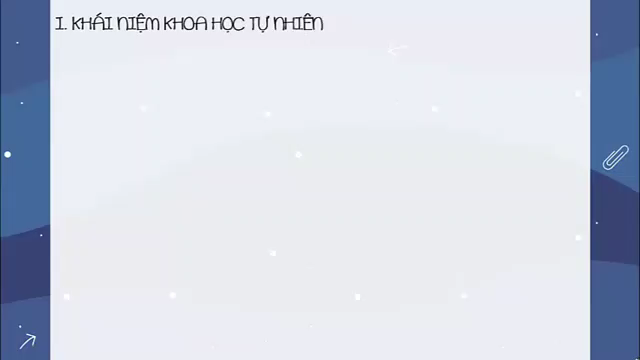 I. KHÁI NIỆM KHOA HỌC TỰ NHIÊN